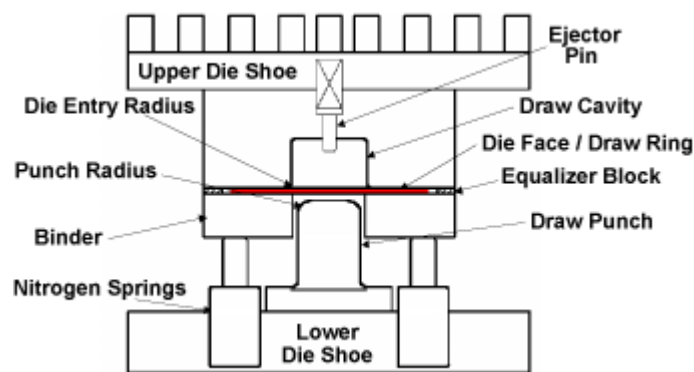 Ejector
Pin
Upper Die Shoe
Die Entry Radius
Draw Cavity
Die Face / Draw Ring
Punch Radius
Equalizer Block
Binder
Draw Punch
Nitrogen Springs
Lower
Die Shoe